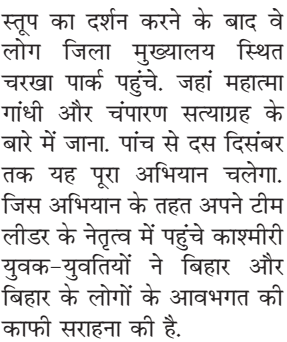 स्तूप का दर्शन करने के बाद वे
लोग जिला मुख्यालय स्थित
चरखा पार्क पहुंचे. जहां महात्मा
गांधी और चंपारण सत्याग्रह के
बारे में जाना. पांच से दस दिसंबर
तक यह पूरा अभियान चलेगा.
जिस अभियान के तहत अपने टीम
लीडर के नेतृत्व में पहुंचे काश्मीरी
युवक-युवतियों ने बिहार और
बिहार के लोगों के आवभगत की
काफी सराहना की है.